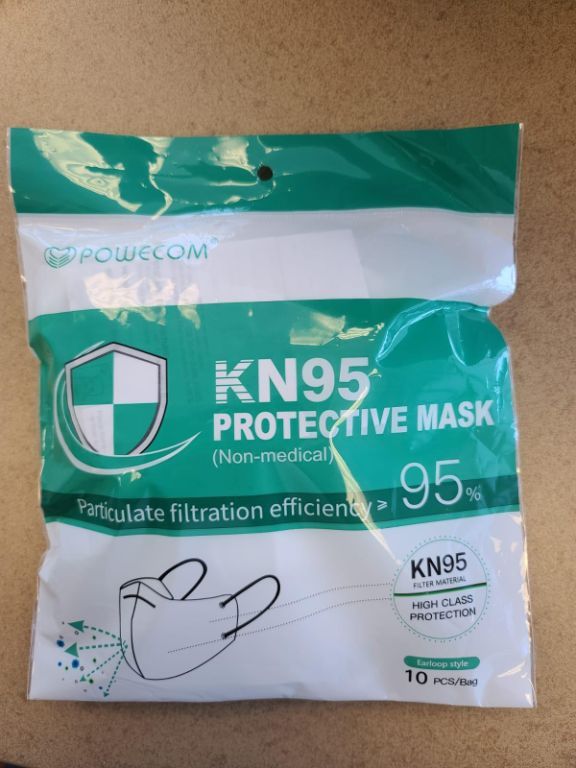 POWECOM®
KN95
PROTECTIVE MASK
(Non-medical)
Particulate filtration efficiency ≥ 95%
KN95
FILTER MATERIAL
HIGH CLASS
PROTECTION
Earloop style
10 PCS/Bag